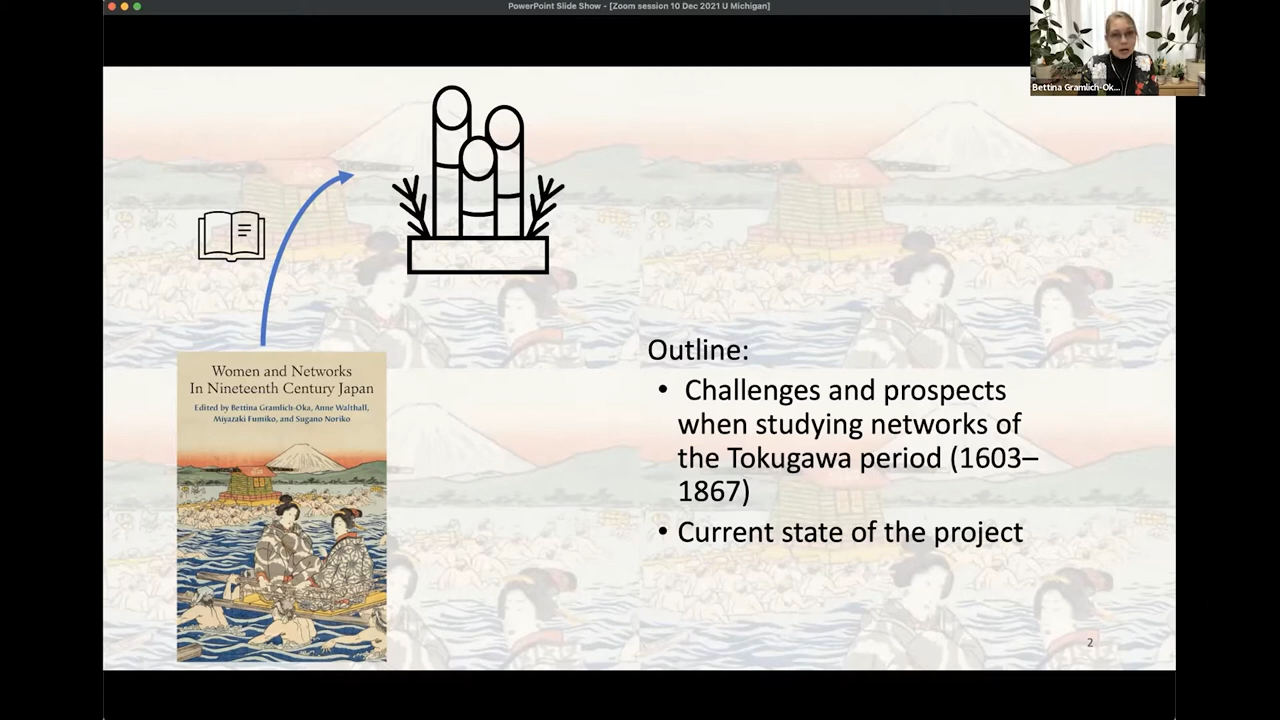 PowerPoint Slide Show - [Zoom session 10 Dec 2021 U Michigan]
Bettina Gramlich-Ok...
Women and Networks
In Nineteenth Century Japan
Edited by Bettina Gramlich-Oka, Anne Walthall,
Miyazaki Fumiko, and Sugano Noriko
Outline:
• Challenges and prospects
when studying networks of
the Tokugawa period (1603–
1867)
• Current state of the project
2